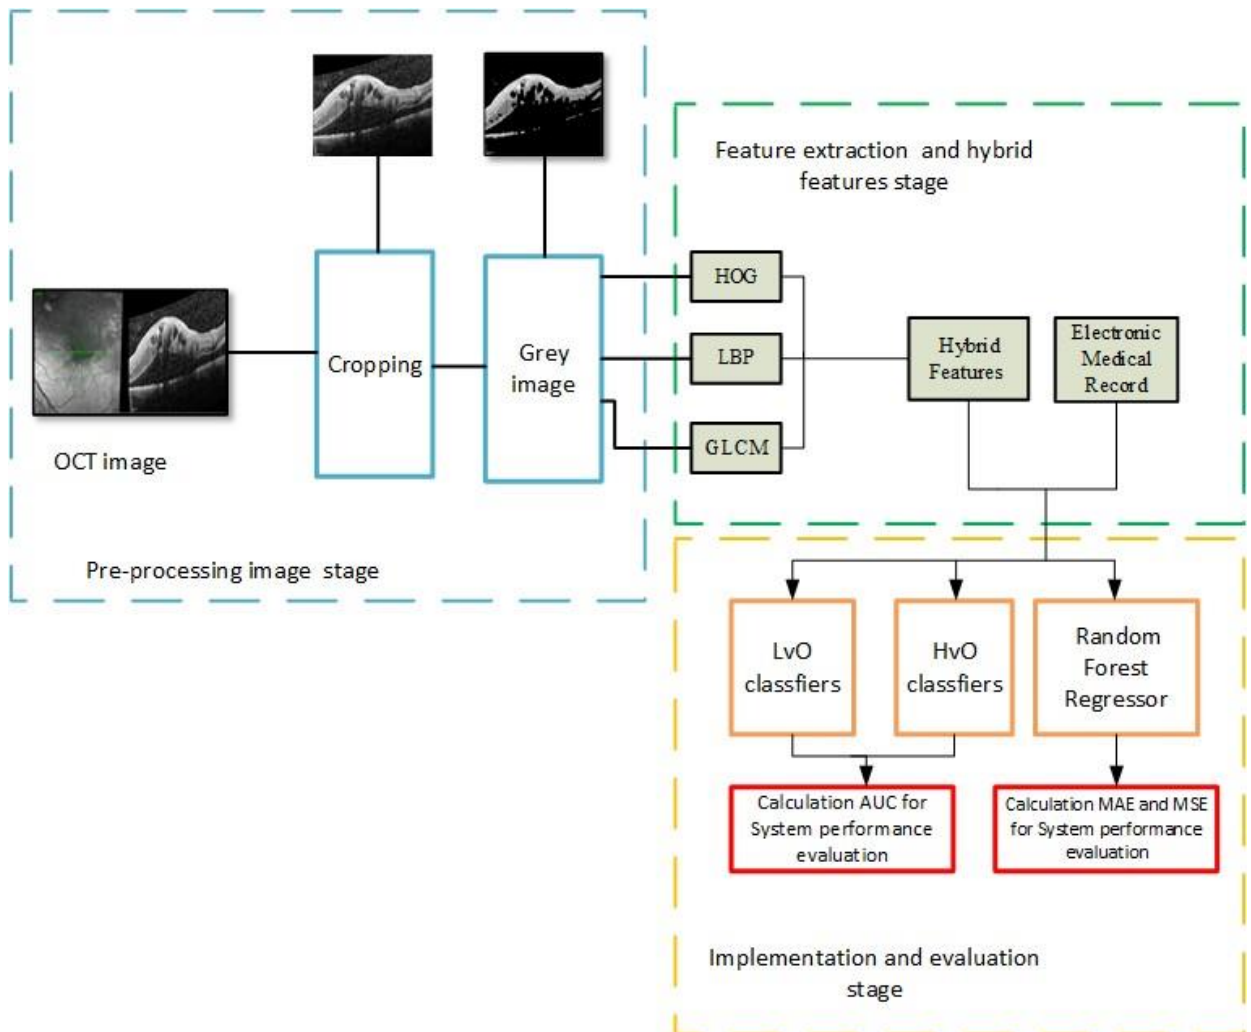 OCT image
Cropping
Grey
image
Pre-processing image stage
Feature extraction and hybrid
features stage
HOG
LBP
GLCM
Hybrid
Features
Electronic
Medical
Record
LvO
classfiers
HvO
classfiers
Random
Forest
Regressor
Calculation AUC for
System performance
evaluation
Calculation MAE and MSE
for System performance
evaluation
Implementation and evaluation
stage